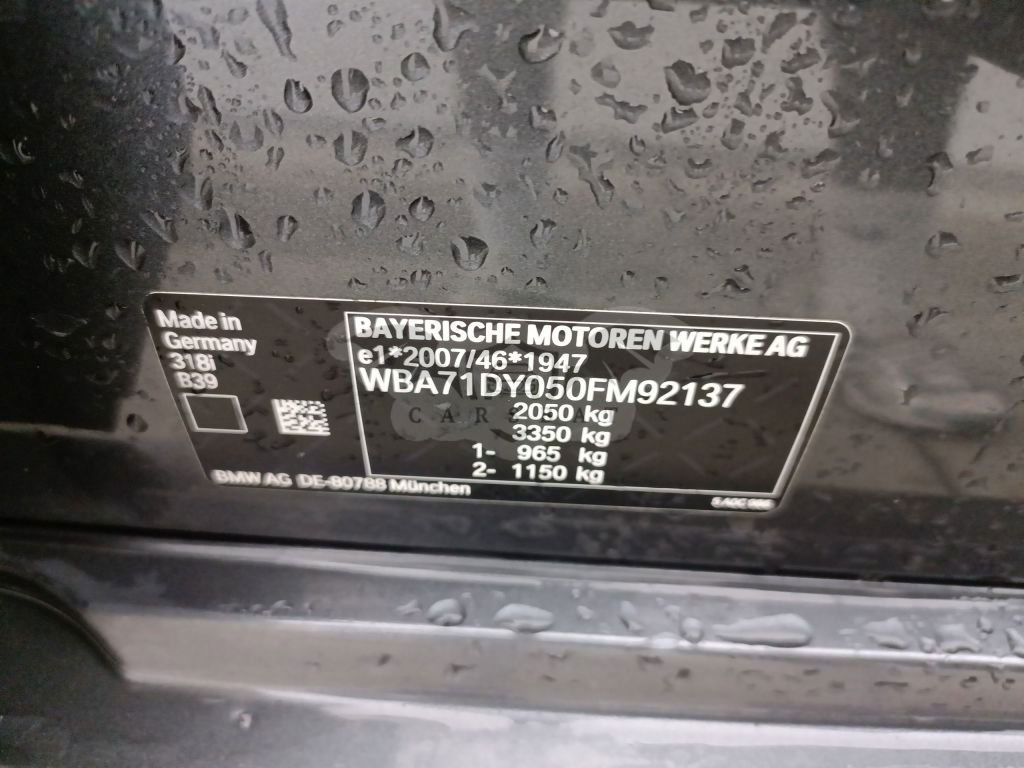 Made in
Germany
318i
B39
BAYERISCHE MOTOREN WERKE AG
e1*2007/46*1947
WBA71DY050FM92137
2050 kg
3350 kg
1- 965 kg
2- 1150 kg
BMW AG DE-80788 München